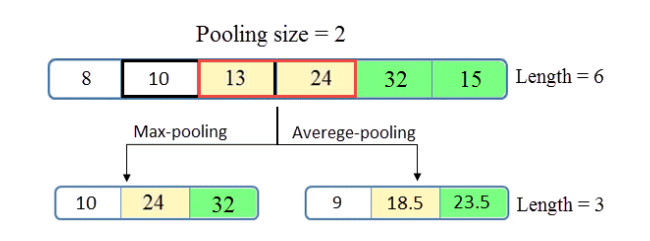 Pooling size = 2
8 10 13 24 32 15 Length = 6
Max-pooling Averege-pooling
10 24 32 9 18.5 23.5 Length = 3